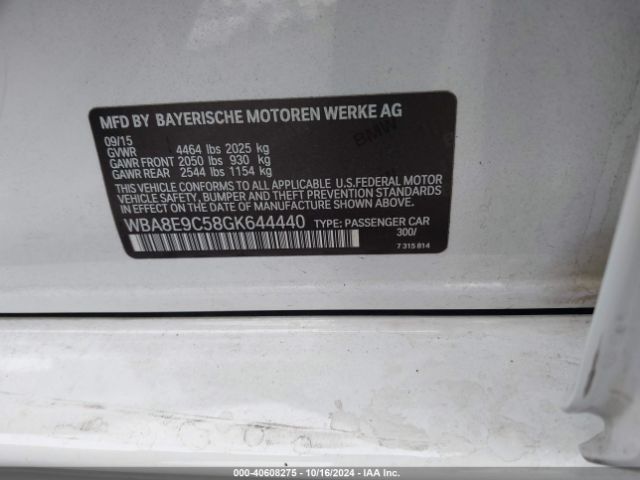 MFD BY BAYERISCHE MOTOREN WERKE AG
09/15
GVWR 4464 lbs 2025 kg
GAWR FRONT 2050 lbs 930 kg
GAWR REAR 2544 lbs 1154 kg
THIS VEHICLE CONFORMS TO ALL APPLICABLE U.S.FEDERAL MOTOR
VEHICLE SAFETY, BUMPER, AND THEFT PREVENTION STANDARDS
IN EFFECT ON THE DATE OF MANUFACTURE SHOWN ABOVE.
WBA8E9C58GK644440 TYPE: PASSENGER CAR
300/
7 315 814
BMW
000-40608275 - 10/16/2024 - IAA Inc.